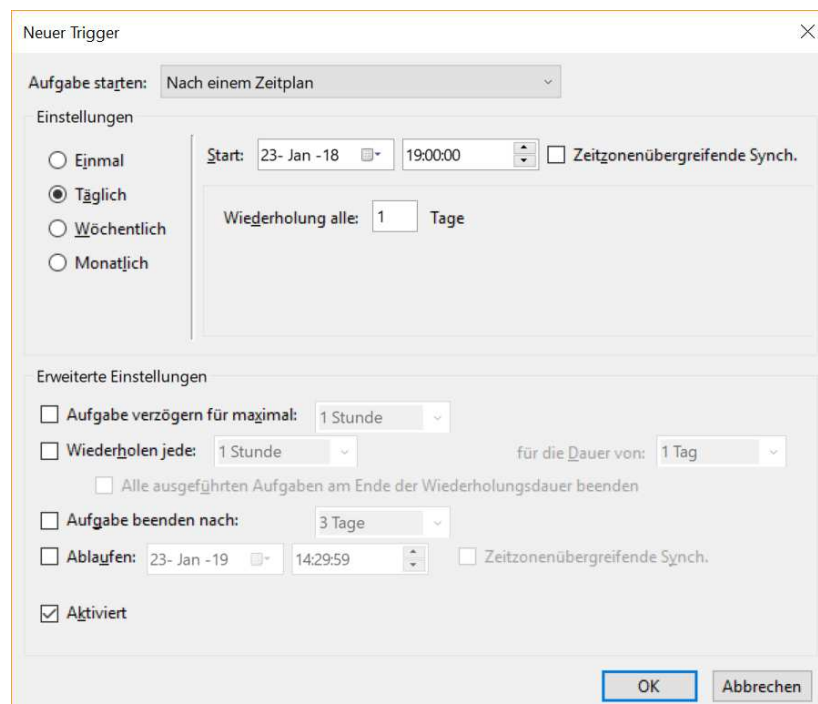 Neuer Trigger
Aufgabe starten: Nach einem Zeitplan
Einstellungen
Einmal
Täglich
Wöchentlich
Monatlich
Start: 23- Jan -18 19:00:00 Zeitzonenübergreifende Synch.
Wiederholung alle: 1 Tage
Erweiterte Einstellungen
Aufgabe verzögern für maximal: 1 Stunde
Wiederholen jede: 1 Stunde für die Dauer von: 1 Tag
Alle ausgeführten Aufgaben am Ende der Wiederholungsdauer beenden
Aufgabe beenden nach: 3 Tage
Ablaufen: 23- Jan -19 14:29:59 Zeitzonenübergreifende Synch.
Aktiviert
OK Abbrechen